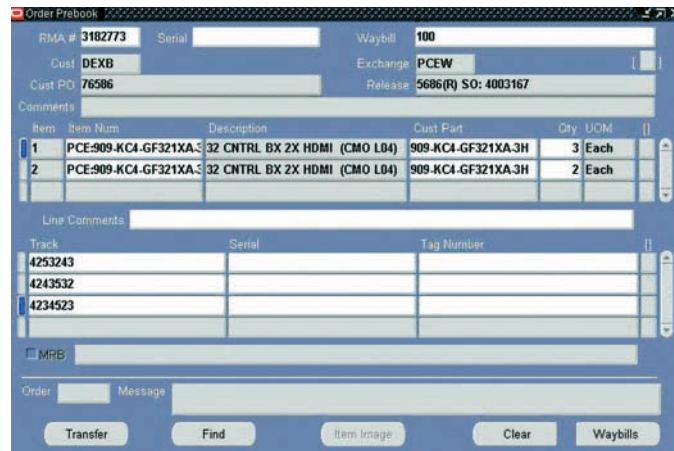 Order Prebook
RMA # 3182773 Serial Waybill 100
Cust DEXB Exchange PCEW [ ]
Cust PO 76586 Release 5686(R) SO: 4003167
Comments
Item Item Num Description Cust Part Qty UOM []
1 PCE:909-KC4-GF321XA-3 32 CNTRL BX 2X HDMI (CMO L04) 909-KC4-GF321XA-3H 3 Each
2 PCE:909-KC4-GF321XA-3 32 CNTRL BX 2X HDMI (CMO L04) 909-KC4-GF321XA-3H 2 Each
Line Comments
Track Serial Tag Number []
4253243
4243532
4234523
MRB
Order Message
Transfer Find Item Image Clear Waybills